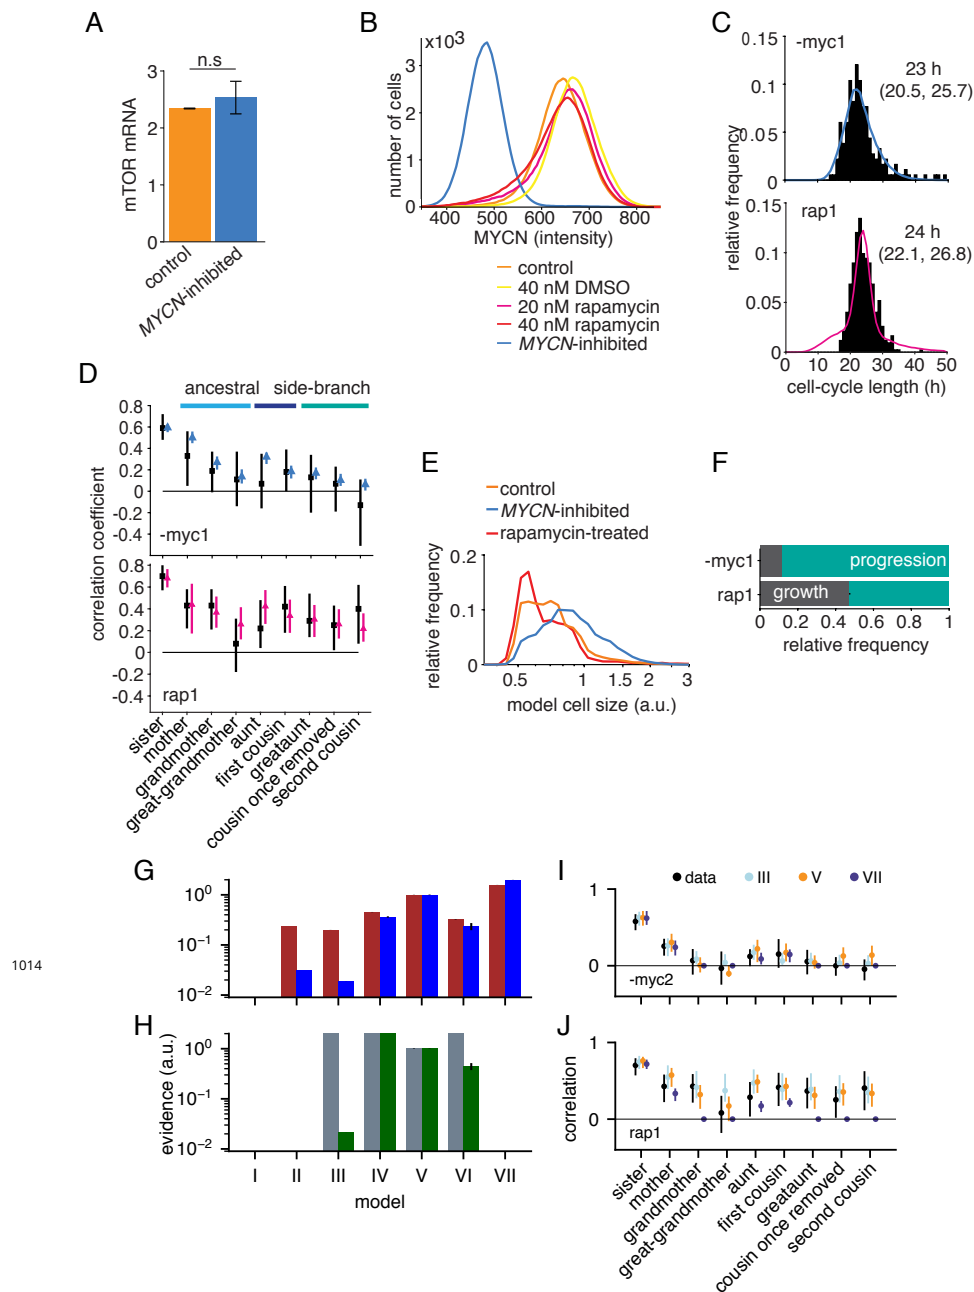 A
n.s
3
2
1
0
mTOR mRNA
control
MYCN-inhibited
B
x10³
3
2
1
0
number of cells
400 500 600 700 800
MYCN (intensity)
control
40 nM DMSO
20 nM rapamycin
40 nM rapamycin
MYCN-inhibited
C
0.15
0.1
0.05
0
-myc1
23 h
(20.5, 25.7)
relative frequency
0.15
0.1
0.05
0
rap1
24 h
(22.1, 26.8)
0 10 20 30 40 50
cell-cycle length (h)
D
ancestral side-branch
0.8
0.6
0.4
0.2
0
-0.2
-0.4
-myc1
correlation coefficient
0.8
0.6
0.4
0.2
0
-0.2
-0.4
rap1
sister
mother
grandmother
great-grandmother
aunt
first cousin
greataunt
cousin once removed
second cousin
E
control
MYCN-inhibited
rapamycin-treated
0.2
0.1
0
relative frequency
0.5 1 1.5 2 3
model cell size (a.u.)
F
-myc1 progression
rap1 growth
0 0.2 0.4 0.6 0.8 1
relative frequency
G
10⁰
10⁻¹
10⁻²
1014
H
10⁰
10⁻¹
10⁻²
evidence (a.u.)
I II III IV V VI VII
model
I
data III V VII
1
0
-myc2
J
1
0
rap1
correlation
sister
mother
grandmother
great-grandmother
aunt
first cousin
greataunt
cousin once removed
second cousin